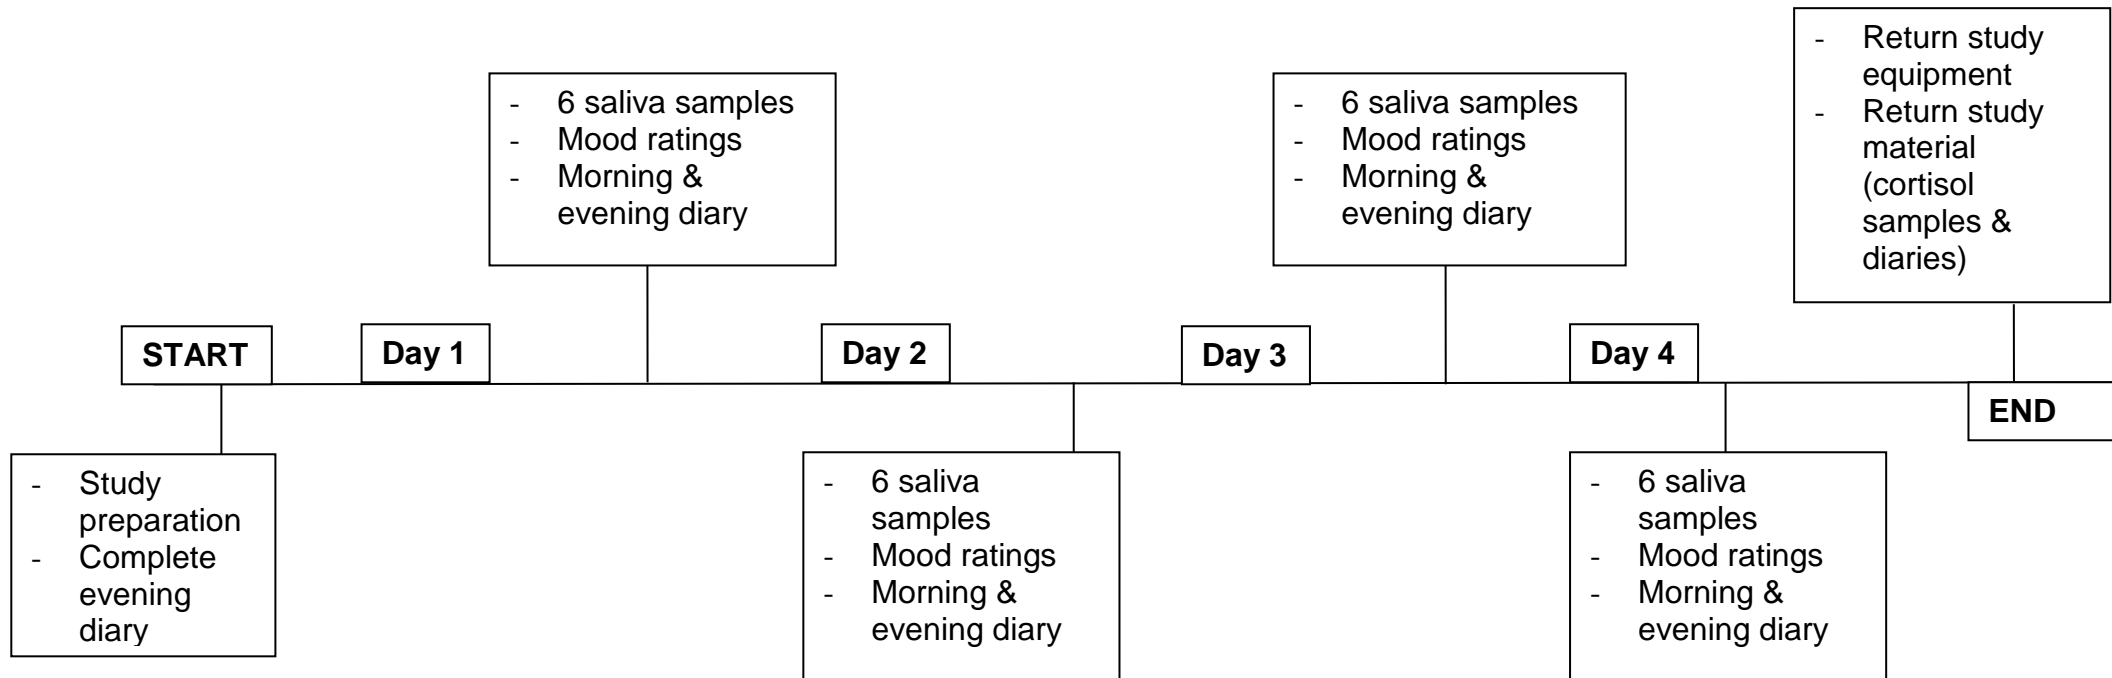 - Return study
equipment
- Return study
material
(cortisol
samples &
diaries)
- 6 saliva samples
- Mood ratings
- Morning &
evening diary
- 6 saliva samples
- Mood ratings
- Morning &
evening diary
START
Day 1
Day 2
Day 3
Day 4
END
- Study
preparation
- Complete
evening
diary
- 6 saliva
samples
- Mood ratings
- Morning &
evening diary
- 6 saliva
samples
- Mood ratings
- Morning &
evening diary